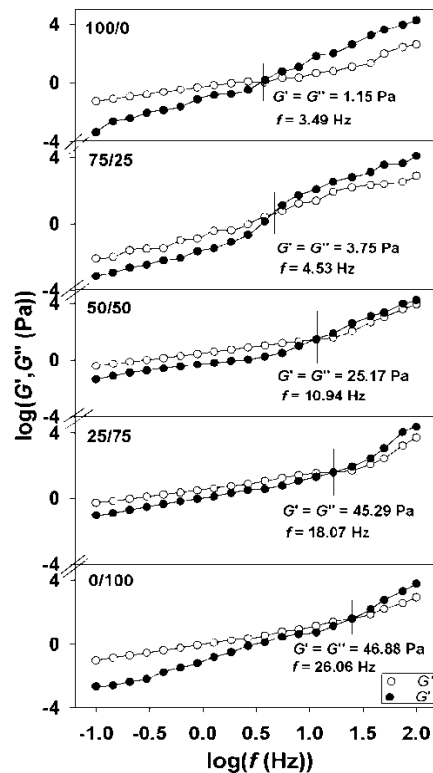 4
100/0
0
G' = G'' = 1.15 Pa
f = 3.49 Hz
-4
4
75/25
0
G' = G'' = 3.75 Pa
f = 4.53 Hz
-4
4
50/50
0
G' = G'' = 25.17 Pa
f = 10.94 Hz
-4
4
25/75
0
G' = G'' = 45.29 Pa
f = 18.07 Hz
-4
4
0/100
0
G' = G'' = 46.88 Pa
f = 26.06 Hz
G''
G'
-4
-1.0 -0.5 0.0 0.5 1.0 1.5 2.0
log(f (Hz))
log(G',G'' (Pa))